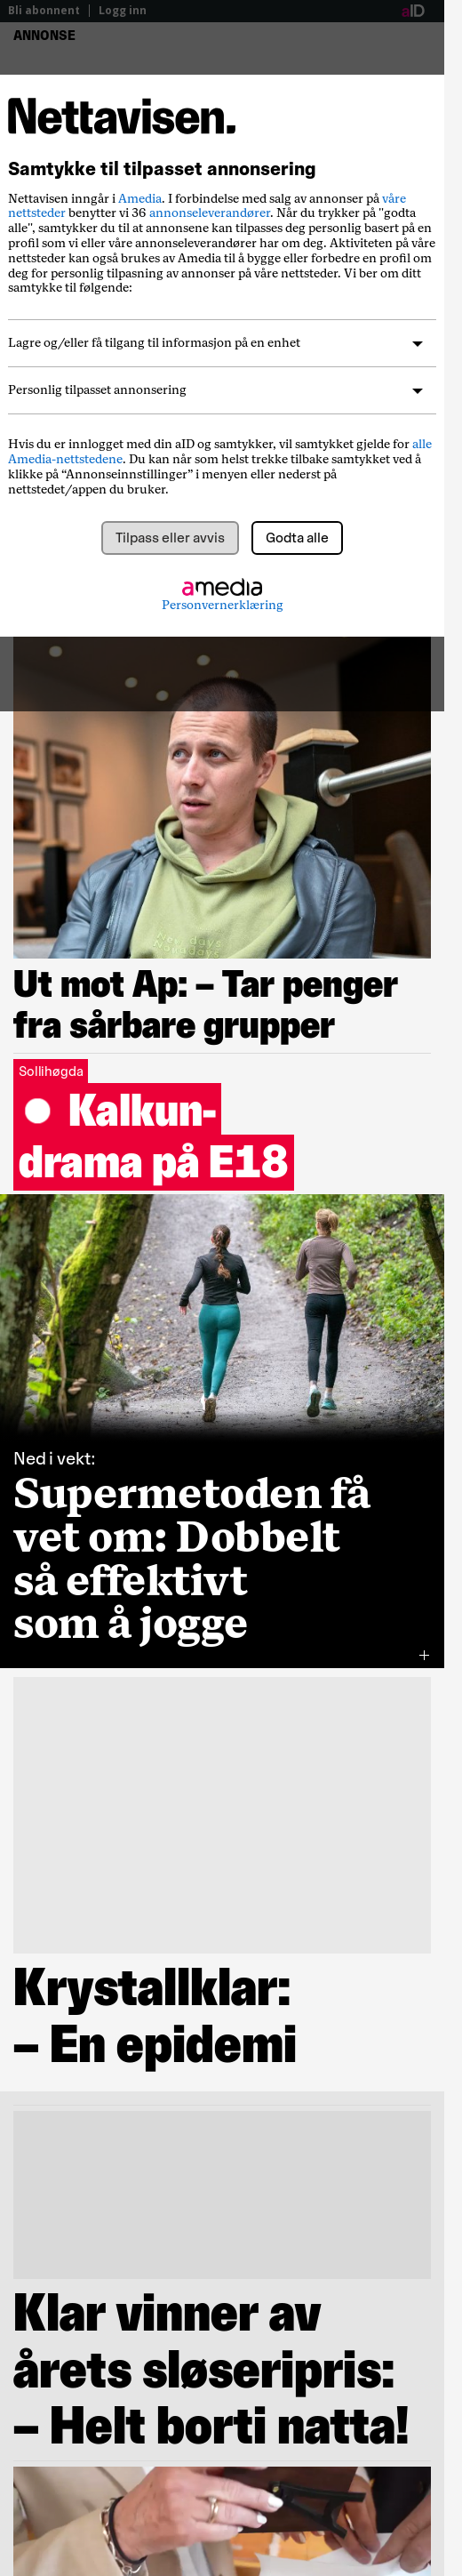 Bli abonnent | Logg inn aID
ANNONSE
Nettavisen.
Samtykke til tilpasset annonsering
Nettavisen inngår i Amedia. I forbindelse med salg av annonser på våre
nettsteder benytter vi 36 annonseleverandører. Når du trykker på "godta
alle", samtykker du til at annonsene kan tilpasses deg personlig basert på en
profil som vi eller våre annonseleverandører har om deg. Aktiviteten på våre
nettsteder kan også brukes av Amedia til å bygge eller forbedre en profil om
deg for personlig tilpasning av annonser på våre nettsteder. Vi ber om ditt
samtykke til følgende:
Lagre og/eller få tilgang til informasjon på en enhet
Personlig tilpasset annonsering
Hvis du er innlogget med din aID og samtykker, vil samtykket gjelde for alle
Amedia-nettstedene. Du kan når som helst trekke tilbake samtykket ved å
klikke på “Annonseinnstillinger” i menyen eller nederst på
nettstedet/appen du bruker.
Tilpass eller avvis Godta alle
amedia
Personvernerklæring
Ut mot Ap: – Tar penger
fra sårbare grupper
Sollihøgda
Kalkun-
drama på E18
Ned i vekt:
Supermetoden få
vet om: Dobbelt
så effektivt
som å jogge
Krystallklar:
– En epidemi
Klar vinner av
årets sløseripris:
– Helt borti natta!